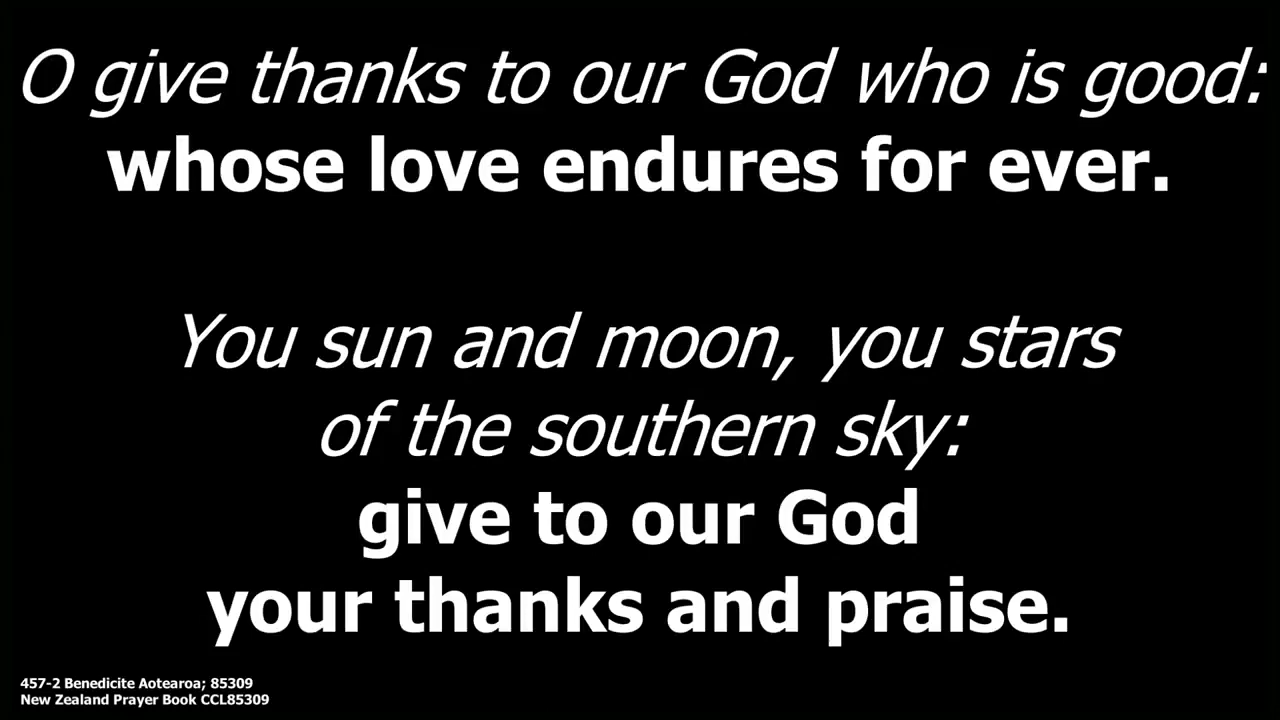 O give thanks to our God who is good:
whose love endures for ever.
You sun and moon, you stars
of the southern sky:
give to our God
your thanks and praise.
457-2 Benedicite Aotearoa; 85309
New Zealand Prayer Book CCL85309